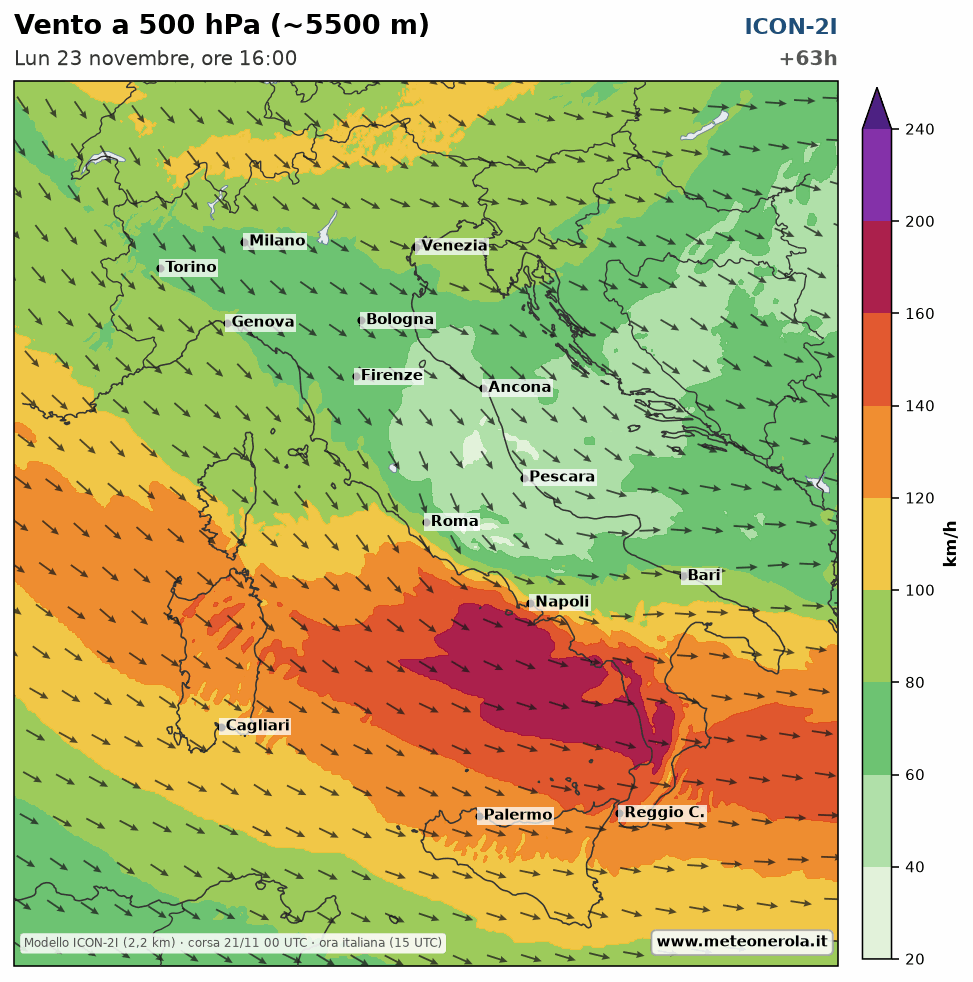 Vento a 500 hPa (~5500 m)
ICON-2I
Lun 23 novembre, ore 16:00
+63h
Milano
Venezia
Torino
Genova
Bologna
Firenze
Ancona
Pescara
Roma
Bari
Napoli
Cagliari
Palermo
Reggio C.
240
220
200
160
140
120
100
80
60
40
20
km/h
Modello ICON-2I (2,2 km) · corsa 21/11 00 UTC · ora italiana (15 UTC)
www.meteonerola.it